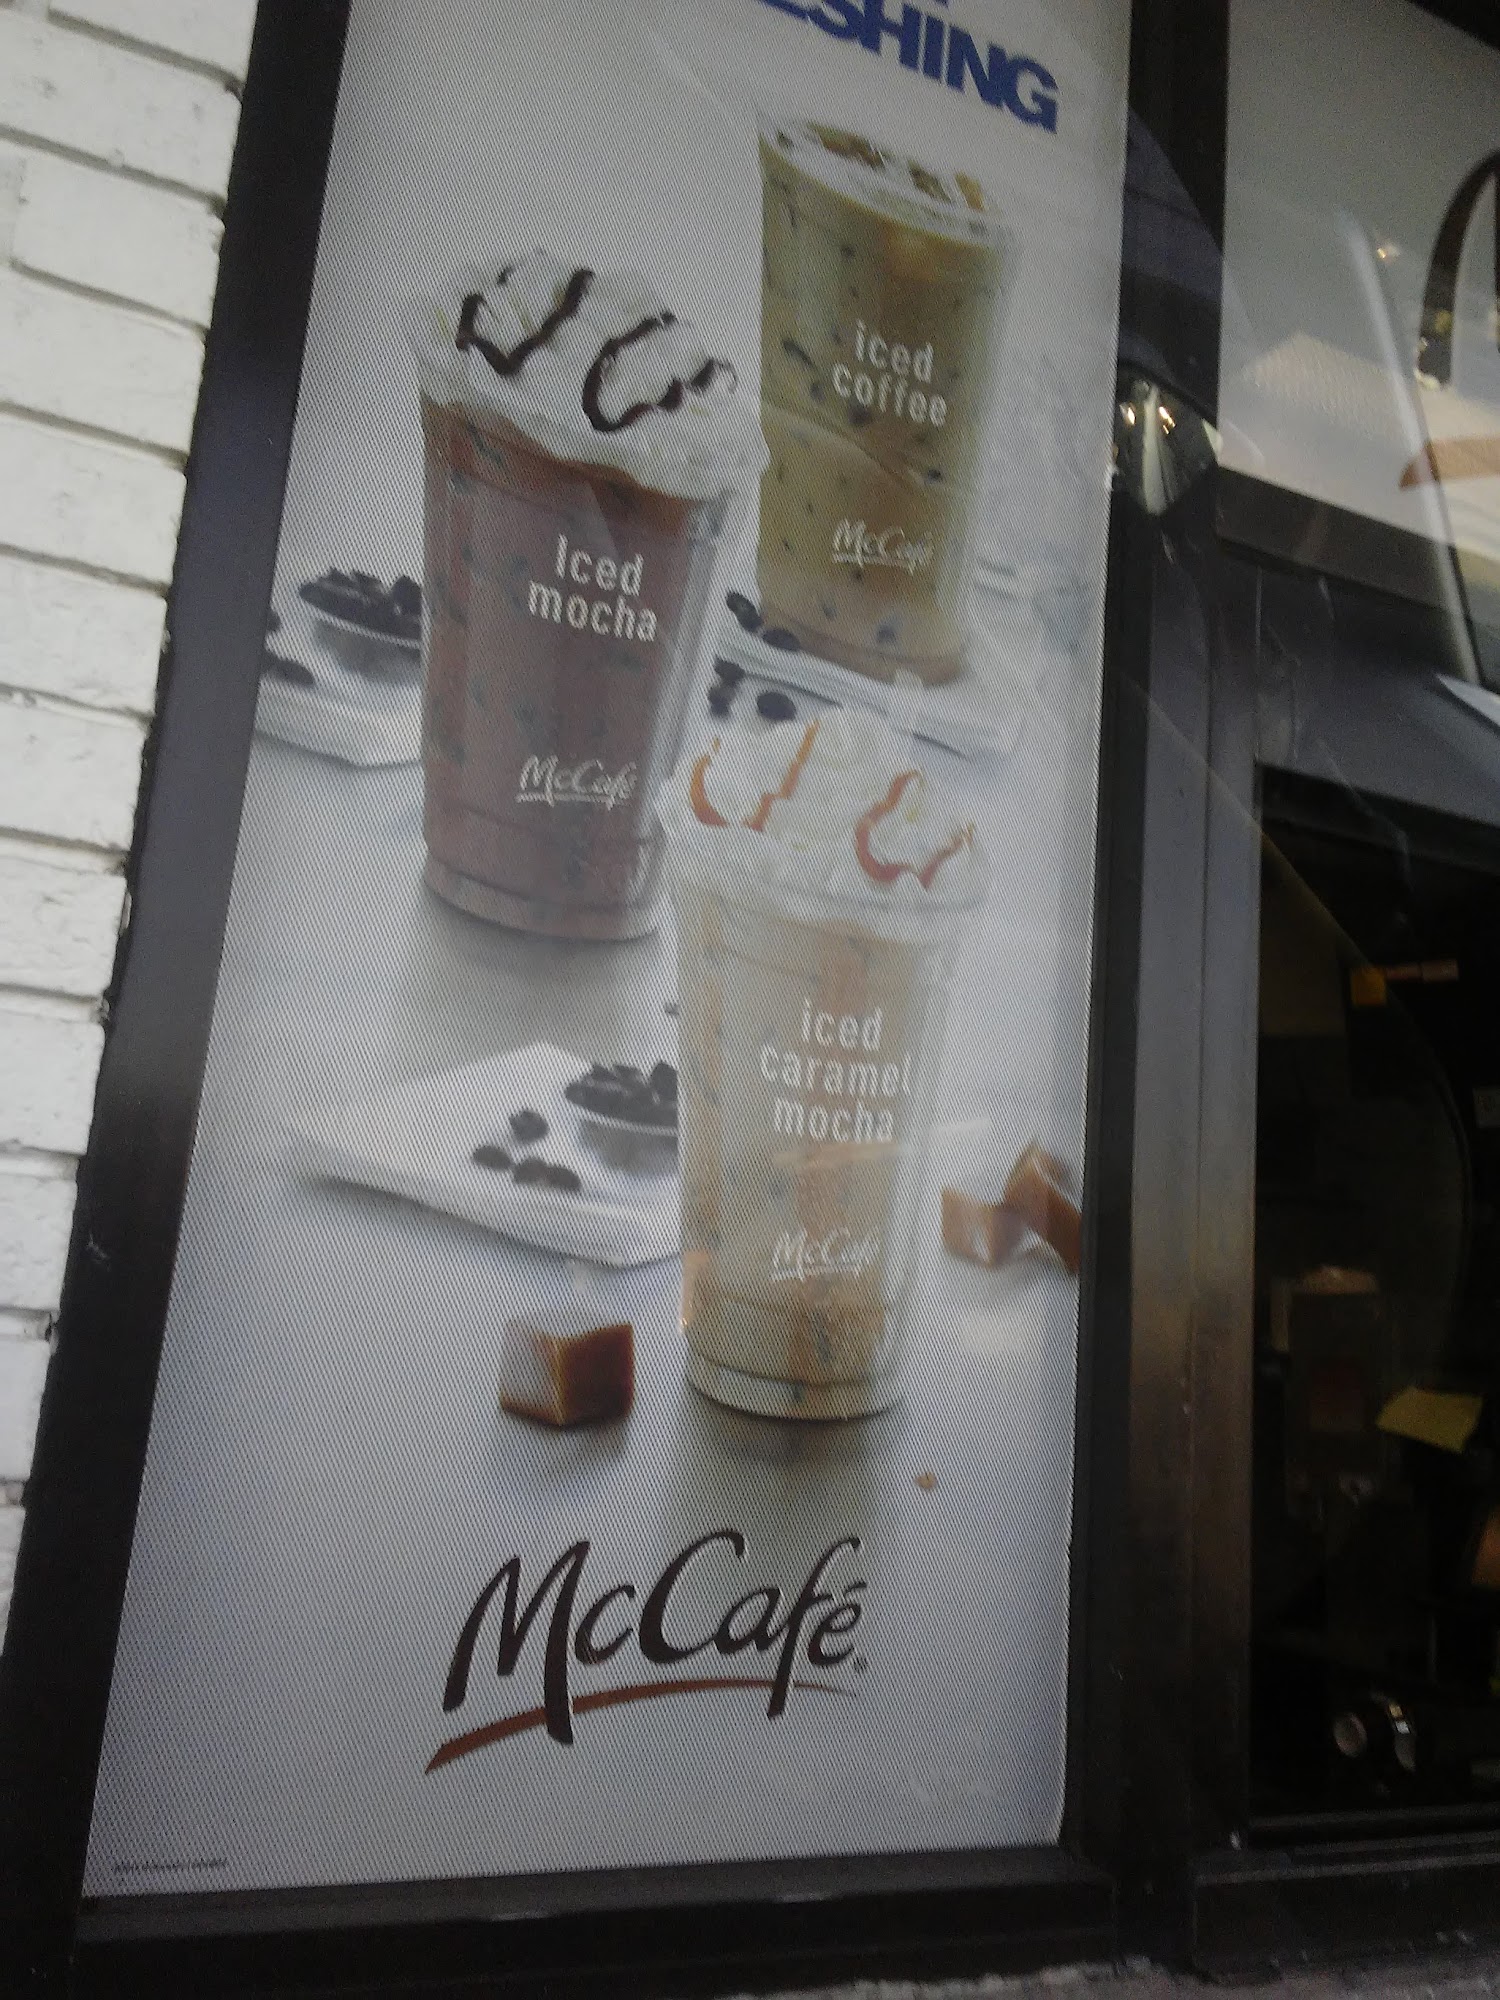 ESHING
iced
coffee
McCafé
Iced
mocha
McCafé
iced
caramel
mocha
McCafé
McCafé®